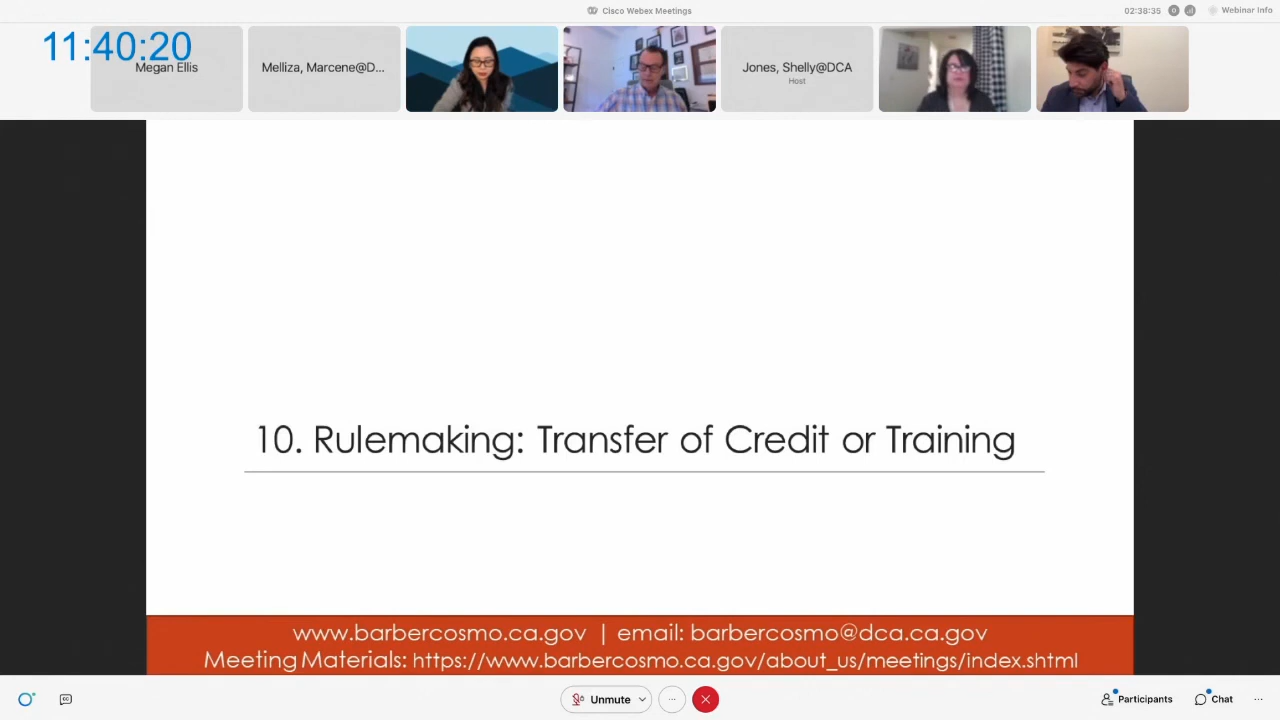 Cisco Webex Meetings
02:38:35
Webinar Info
11:40:20
Megan Ellis
Melliza, Marcene@D...
Jones, Shelly@DCA
Host
10. Rulemaking: Transfer of Credit or Training
www.barbercosmo.ca.gov | email: barbercosmo@dca.ca.gov
Meeting Materials: https://www.barbercosmo.ca.gov/about_us/meetings/index.shtml
Unmute
Participants
Chat